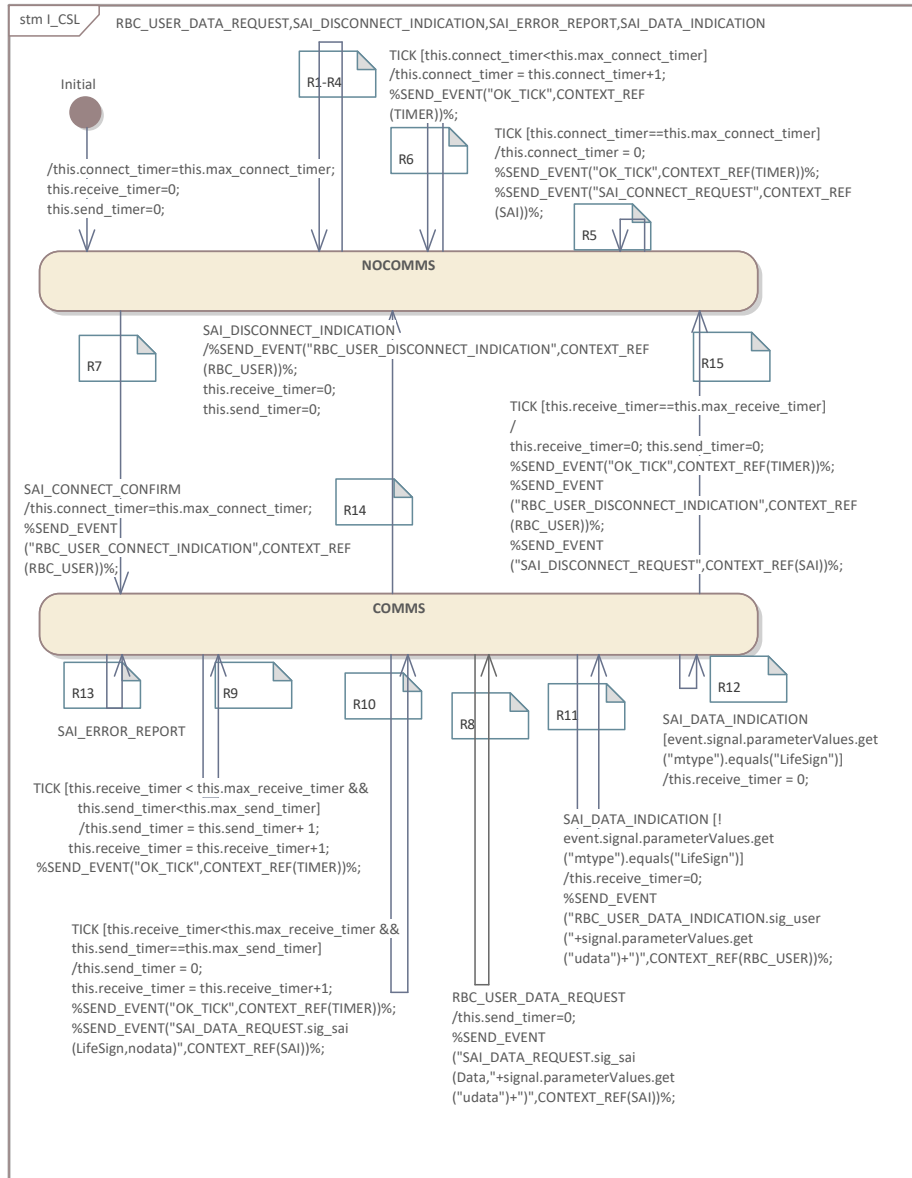 stm I_CSL
RBC_USER_DATA_REQUEST,SAI_DISCONNECT_INDICATION,SAI_ERROR_REPORT,SAI_DATA_INDICATION
Initial
/this.connect_timer=this.max_connect_timer;
this.receive_timer=0;
this.send_timer=0;
R1-R4
TICK [this.connect_timer<this.max_connect_timer]
/this.connect_timer = this.connect_timer+1;
%SEND_EVENT("OK_TICK",CONTEXT_REF
(TIMER))%;
R6
TICK [this.connect_timer==this.max_connect_timer]
/this.connect_timer = 0;
%SEND_EVENT("OK_TICK",CONTEXT_REF(TIMER))%;
%SEND_EVENT("SAI_CONNECT_REQUEST",CONTEXT_REF
(SAI))%;
R5
NOCOMMS
R7
SAI_DISCONNECT_INDICATION
/%SEND_EVENT("RBC_USER_DISCONNECT_INDICATION",CONTEXT_REF
(RBC_USER))%;
this.receive_timer=0;
this.send_timer=0;
R15
TICK [this.receive_timer==this.max_receive_timer]
/
this.receive_timer=0; this.send_timer=0;
%SEND_EVENT("OK_TICK",CONTEXT_REF(TIMER))%;
%SEND_EVENT
("RBC_USER_DISCONNECT_INDICATION",CONTEXT_REF
(RBC_USER))%;
%SEND_EVENT
("SAI_DISCONNECT_REQUEST",CONTEXT_REF(SAI))%;
SAI_CONNECT_CONFIRM
/this.connect_timer=this.max_connect_timer;
%SEND_EVENT
("RBC_USER_CONNECT_INDICATION",CONTEXT_REF
(RBC_USER))%;
R14
COMMS
R13
SAI_ERROR_REPORT
R9
R10
R8
R11
R12
SAI_DATA_INDICATION
[event.signal.parameterValues.get
("mtype").equals("LifeSign")]
/this.receive_timer = 0;
TICK [this.receive_timer < this.max_receive_timer &&
this.send_timer<this.max_send_timer]
/this.send_timer = this.send_timer+ 1;
this.receive_timer = this.receive_timer+1;
%SEND_EVENT("OK_TICK",CONTEXT_REF(TIMER))%;
SAI_DATA_INDICATION [!
event.signal.parameterValues.get
("mtype").equals("LifeSign")]
/this.receive_timer=0;
%SEND_EVENT
("RBC_USER_DATA_INDICATION.sig_user
("+signal.parameterValues.get
("udata")+")",CONTEXT_REF(RBC_USER))%;
TICK [this.receive_timer<this.max_receive_timer &&
this.send_timer==this.max_send_timer]
/this.send_timer = 0;
this.receive_timer = this.receive_timer+1;
%SEND_EVENT("OK_TICK",CONTEXT_REF(TIMER))%;
%SEND_EVENT("SAI_DATA_REQUEST.sig_sai
(LifeSign,nodata)",CONTEXT_REF(SAI))%;
RBC_USER_DATA_REQUEST
/this.send_timer=0;
%SEND_EVENT
("SAI_DATA_REQUEST.sig_sai
(Data,"+signal.parameterValues.get
("udata")+")",CONTEXT_REF(SAI))%;